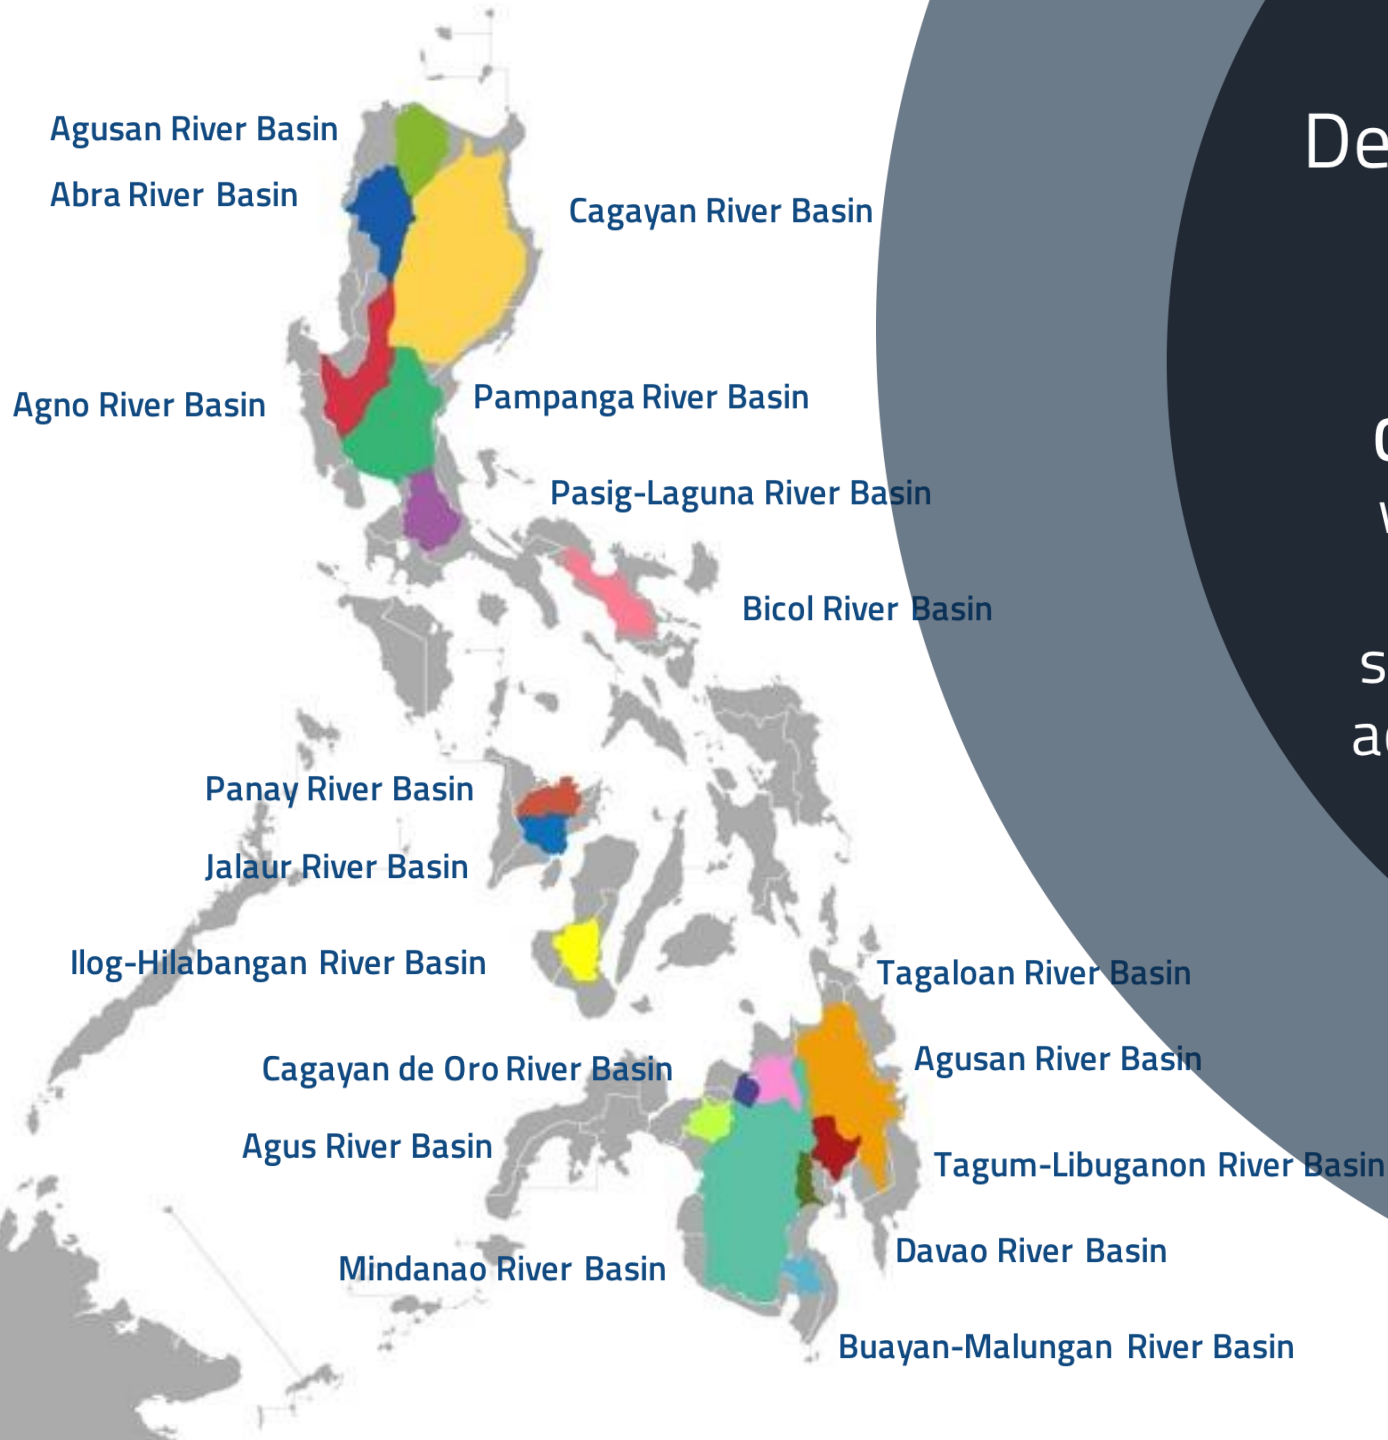 Agusan River Basin
Abra River Basin
Cagayan River Basin
Agno River Basin
Pampanga River Basin
Pasig-Laguna River Basin
Bicol River Basin
Panay River Basin
Jalaur River Basin
Ilog-Hilabangan River Basin
Tagaloan River Basin
Cagayan de Oro River Basin
Agusan River Basin
Agus River Basin
Tagum-Libuganon River Basin
Mindanao River Basin
Davao River Basin
Buayan-Malungan River Basin
De
s